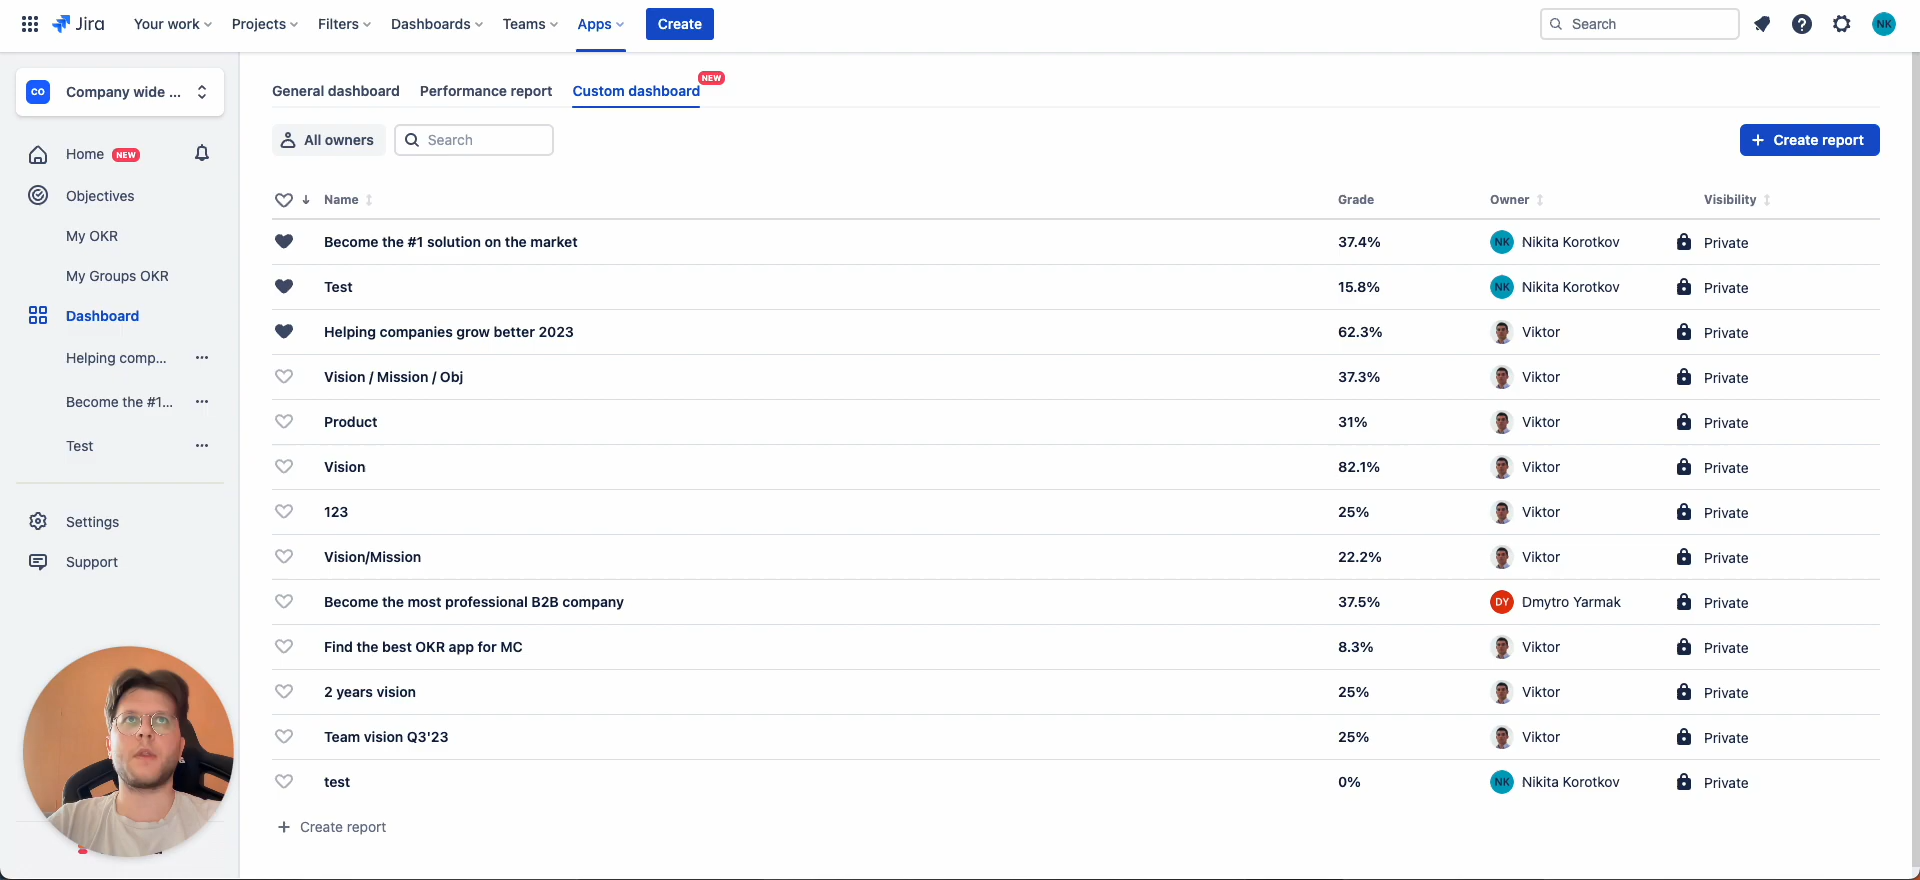 Jira
Your work
Projects
Filters
Dashboards
Teams
Apps
Create
Search
NK
CO
Company wide ...
Home NEW
Objectives
My OKR
My Groups OKR
Dashboard
Helping comp...
Become the #1...
Test
Settings
Support
General dashboard
Performance report
Custom dashboard
NEW
All owners
Search
Create report
Name Grade Owner Visibility
Become the #1 solution on the market 37.4% NK Nikita Korotkov Private
Test 15.8% NK Nikita Korotkov Private
Helping companies grow better 2023 62.3% Viktor Private
Vision / Mission / Obj 37.3% Viktor Private
Product 31% Viktor Private
Vision 82.1% Viktor Private
123 25% Viktor Private
Vision/Mission 22.2% Viktor Private
Become the most professional B2B company 37.5% DY Dmytro Yarmak Private
Find the best OKR app for MC 8.3% Viktor Private
2 years vision 25% Viktor Private
Team vision Q3'23 25% Viktor Private
test 0% NK Nikita Korotkov Private
Create report